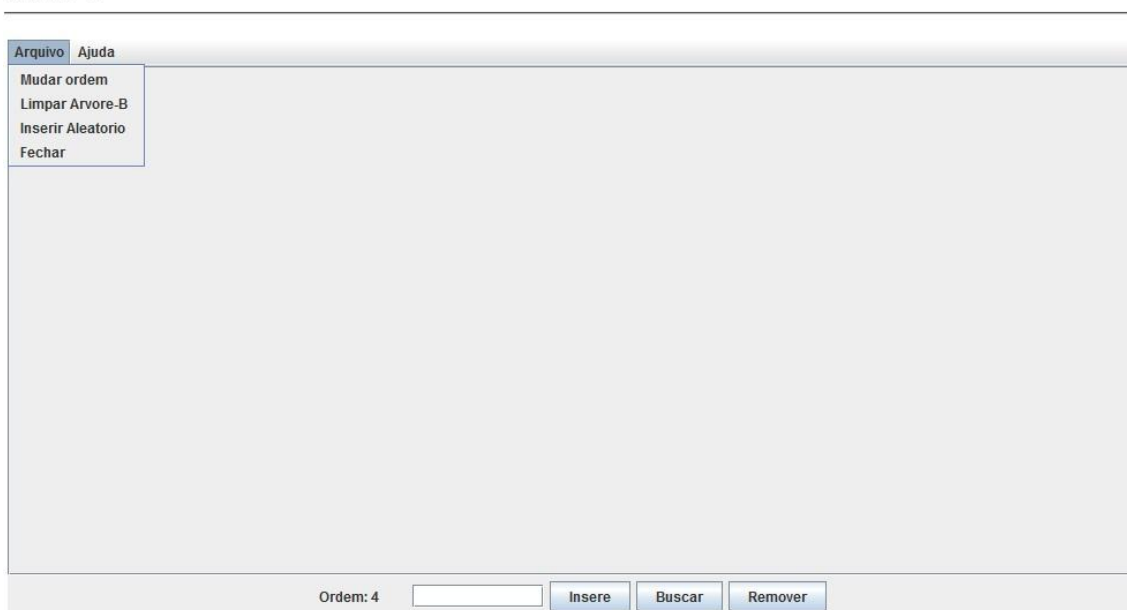 Arquivo Ajuda
Mudar ordem
Limpar Arvore-B
Inserir Aleatorio
Fechar
Ordem: 4 Insere Buscar Remover